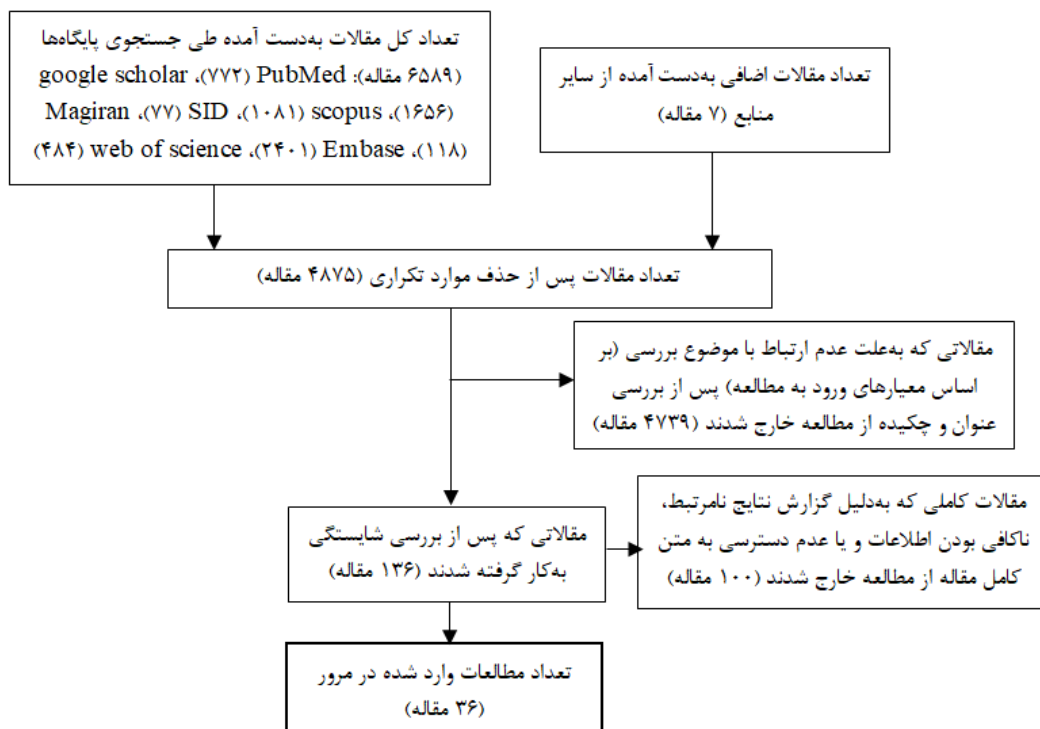 تعداد کل مقالات به‌دست آمده طی جستجوی پایگاه‌ها
(۶۵۸۹ مقاله): PubMed (۷۷۲)، google scholar
(۱۶۵۶)، scopus (۱۰۸۱)، SID (۷۷)، Magiran
(۱۱۸)، Embase (۲۴۰۱)، web of science (۴۸۴)
تعداد مقالات اضافی به‌دست آمده از سایر
منابع (۷ مقاله)
تعداد مقالات پس از حذف موارد تکراری (۴۸۷۵ مقاله)
مقالاتی که به‌علت عدم ارتباط با موضوع بررسی (بر
اساس معیارهای ورود به مطالعه) پس از بررسی
عنوان و چکیده از مطالعه خارج شدند (۴۷۳۹ مقاله)
مقالاتی که پس از بررسی شایستگی
به‌کار گرفته شدند (۱۳۶ مقاله)
مقالات کاملی که به‌دلیل گزارش نتایج نامرتبط،
ناکافی بودن اطلاعات و یا عدم دسترسی به متن
کامل مقاله از مطالعه خارج شدند (۱۰۰ مقاله)
تعداد مطالعات وارد شده در مرور
(۳۶ مقاله)